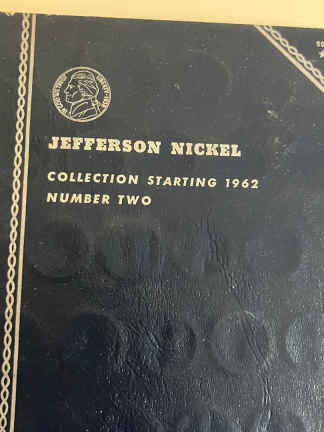 JEFFERSON NICKEL
COLLECTION STARTING 1962
NUMBER TWO